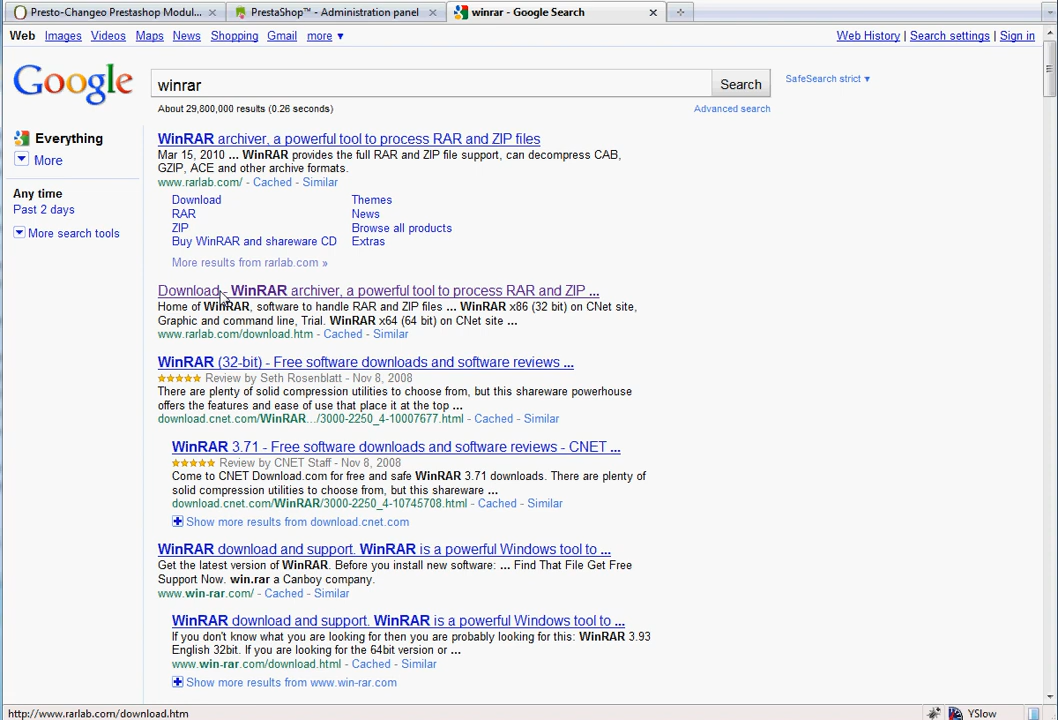 Presto-Changeo Prestashop Modul...
PrestaShop™ - Administration panel
winrar - Google Search
Web Images Videos Maps News Shopping Gmail more ▼
Web History | Search settings | Sign in
Google
winrar
Search
SafeSearch strict ▼
About 29,800,000 results (0.26 seconds)
Advanced search
Everything
More
Any time
Past 2 days
More search tools
WinRAR archiver, a powerful tool to process RAR and ZIP files
Mar 15, 2010 ... WinRAR provides the full RAR and ZIP file support, can decompress CAB,
GZIP, ACE and other archive formats.
www.rarlab.com/ - Cached - Similar
Download Themes
RAR News
ZIP Browse all products
Buy WinRAR and shareware CD Extras
More results from rarlab.com »
Download - WinRAR archiver, a powerful tool to process RAR and ZIP ...
Home of WinRAR, software to handle RAR and ZIP files ... WinRAR x86 (32 bit) on CNet site,
Graphic and command line, Trial. WinRAR x64 (64 bit) on CNet site ...
www.rarlab.com/download.htm - Cached - Similar
WinRAR (32-bit) - Free software downloads and software reviews ...
Review by Seth Rosenblatt - Nov 8, 2008
There are plenty of solid compression utilities to choose from, but this shareware powerhouse
offers the features and ease of use that place it at the top ...
download.cnet.com/WinRAR.../3000-2250_4-10007677.html - Cached - Similar
WinRAR 3.71 - Free software downloads and software reviews - CNET ...
Review by CNET Staff - Nov 8, 2008
Come to CNET Download.com for free and safe WinRAR 3.71 downloads. There are plenty of
solid compression utilities to choose from, but this shareware ...
download.cnet.com/WinRAR/3000-2250_4-10745708.html - Cached - Similar
Show more results from download.cnet.com
WinRAR download and support. WinRAR is a powerful Windows tool to ...
Get the latest version of WinRAR. Before you install new software: ... Find That File Get Free
Support Now. win.rar a Canboy company.
www.win-rar.com/ - Cached - Similar
WinRAR download and support. WinRAR is a powerful Windows tool to ...
If you don't know what you are looking for then you are probably looking for this: WinRAR 3.93
English 32bit. If you are looking for the 64bit version or ...
www.win-rar.com/download.html - Cached - Similar
Show more results from www.win-rar.com
http://www.rarlab.com/download.htm
YSlow